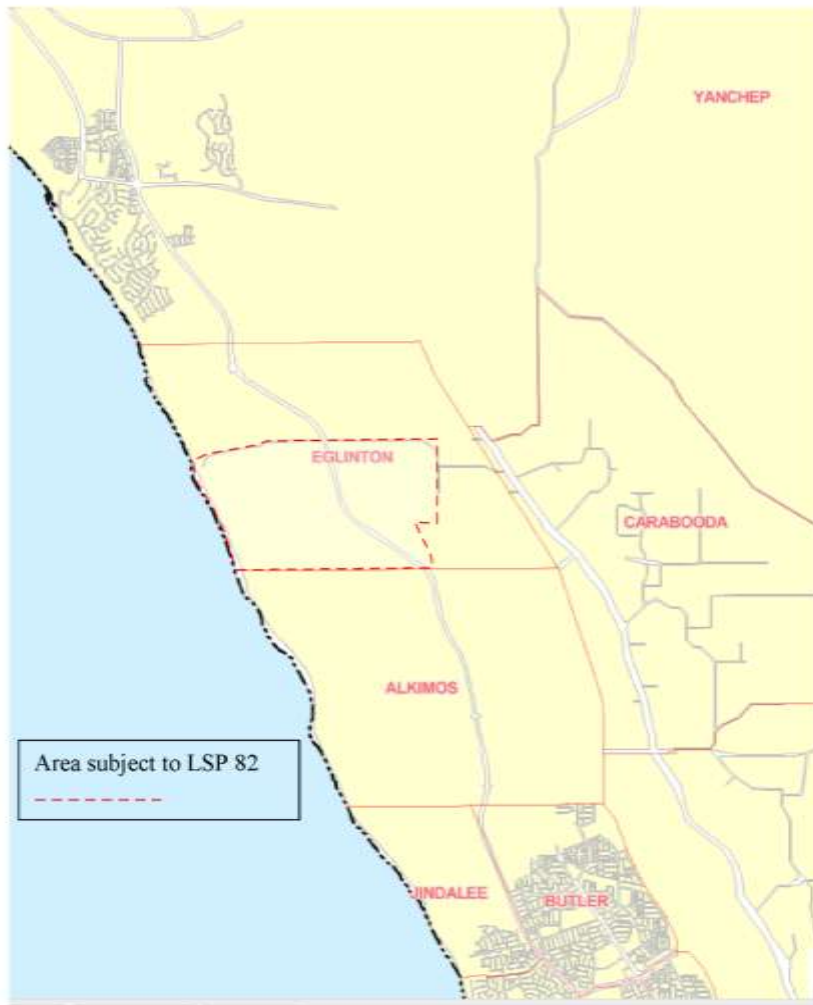 YANCHEP
EGLINTON
CARABOODA
ALKIMOS
Area subject to LSP 82
JINDALEE
BUTLER